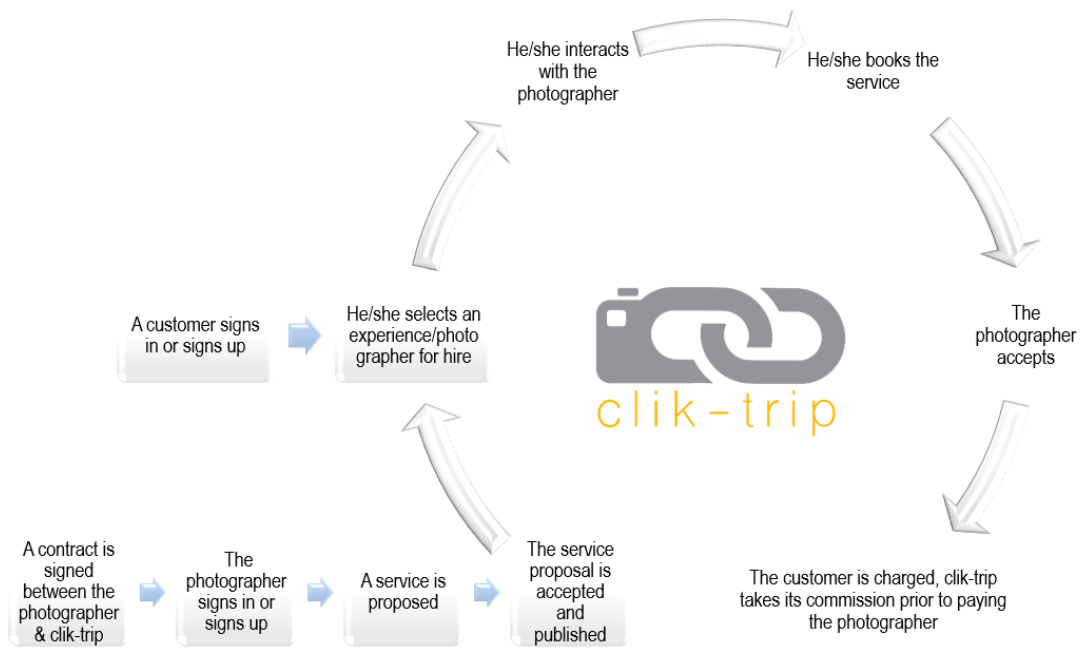 He/she interacts
with the
photographer
He/she books the
service
A customer signs
in or signs up
He/she selects an
experience/photo
grapher for hire
The
photographer
accepts
clik-trip
A contract is
signed
between the
photographer
& clik-trip
The
photographer
signs in or
signs up
A service is
proposed
The service
proposal is
accepted
and
published
The customer is charged, clik-trip
takes its commission prior to paying
the photographer